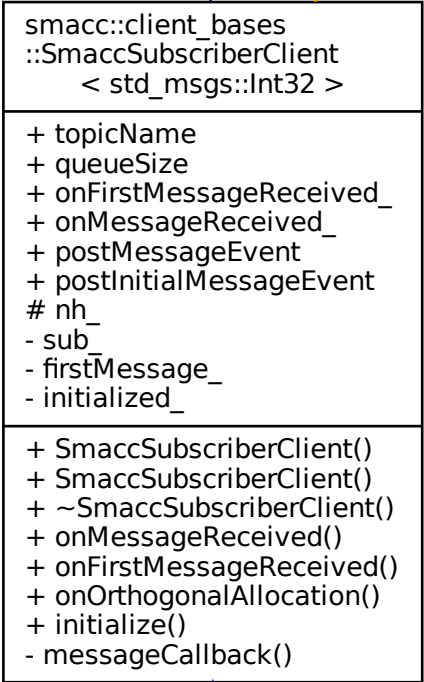 smacc::client_bases
::SmaccSubscriberClient
< std_msgs::Int32 >
+ topicName
+ queueSize
+ onFirstMessageReceived_
+ onMessageReceived_
+ postMessageEvent
+ postInitialMessageEvent
# nh_
- sub_
- firstMessage_
- initialized_
+ SmaccSubscriberClient()
+ SmaccSubscriberClient()
+ ~SmaccSubscriberClient()
+ onMessageReceived()
+ onFirstMessageReceived()
+ onOrthogonalAllocation()
+ initialize()
- messageCallback()